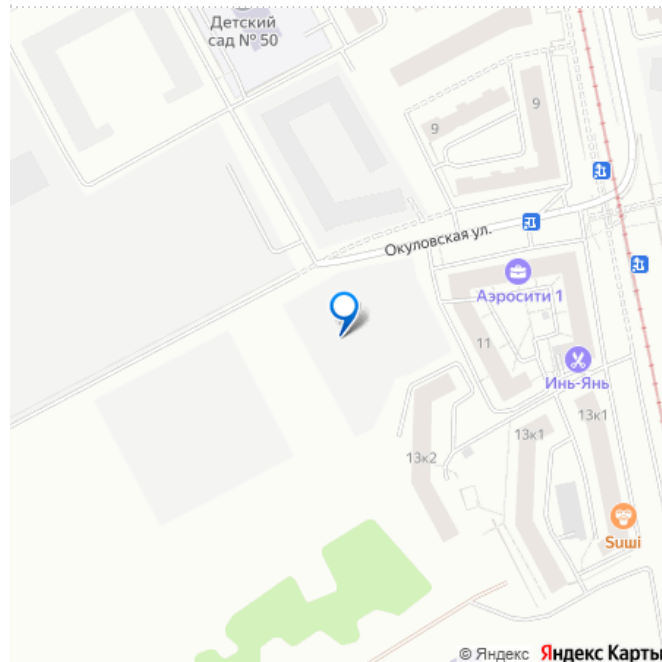 Детский
сад № 50
9
9
Окуловская ул.
Аэросити 1
11
Инь-Янь
13к2
13к1
13к1
Suшi
© Яндекс Яндекс Карты